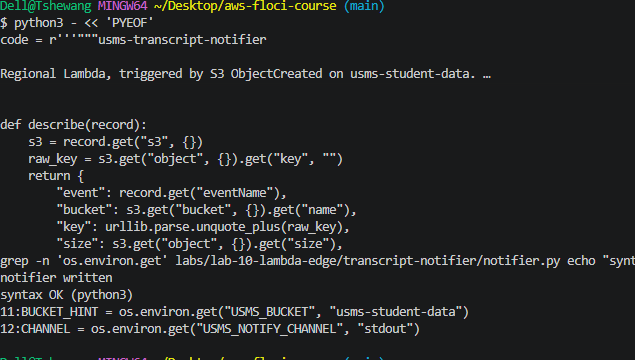 Dell@Tshewang MINGW64 ~/Desktop/aws-floci-course (main)
$ python3 - << 'PYEOF'
code = r'''"""usms-transcript-notifier
Regional Lambda, triggered by S3 ObjectCreated on usms-student-data. …
def describe(record):
    s3 = record.get("s3", {})
    raw_key = s3.get("object", {}).get("key", "")
    return {
        "event": record.get("eventName"),
        "bucket": s3.get("bucket", {}).get("name"),
        "key": urllib.parse.unquote_plus(raw_key),
        "size": s3.get("object", {}).get("size"),
grep -n 'os.environ.get' labs/lab-10-lambda-edge/transcript-notifier/notifier.py echo "synt
notifier written
syntax OK (python3)
11:BUCKET_HINT = os.environ.get("USMS_BUCKET", "usms-student-data")
12:CHANNEL = os.environ.get("USMS_NOTIFY_CHANNEL", "stdout")